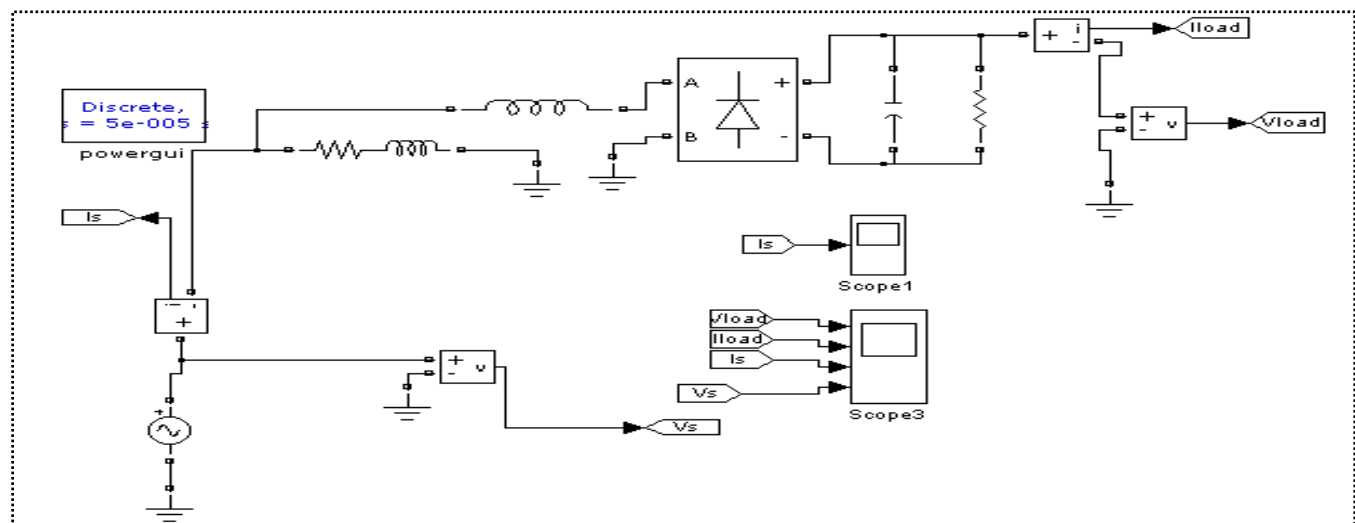 i
Iload
+
-
A
+
Discrete,
s = 5e-005 s
powergui
B
-
+
-
v
Vload
Is
Is
Scope1
+
Vload
Iload
Is
Vs
Scope3
+
-
v
+
Vs